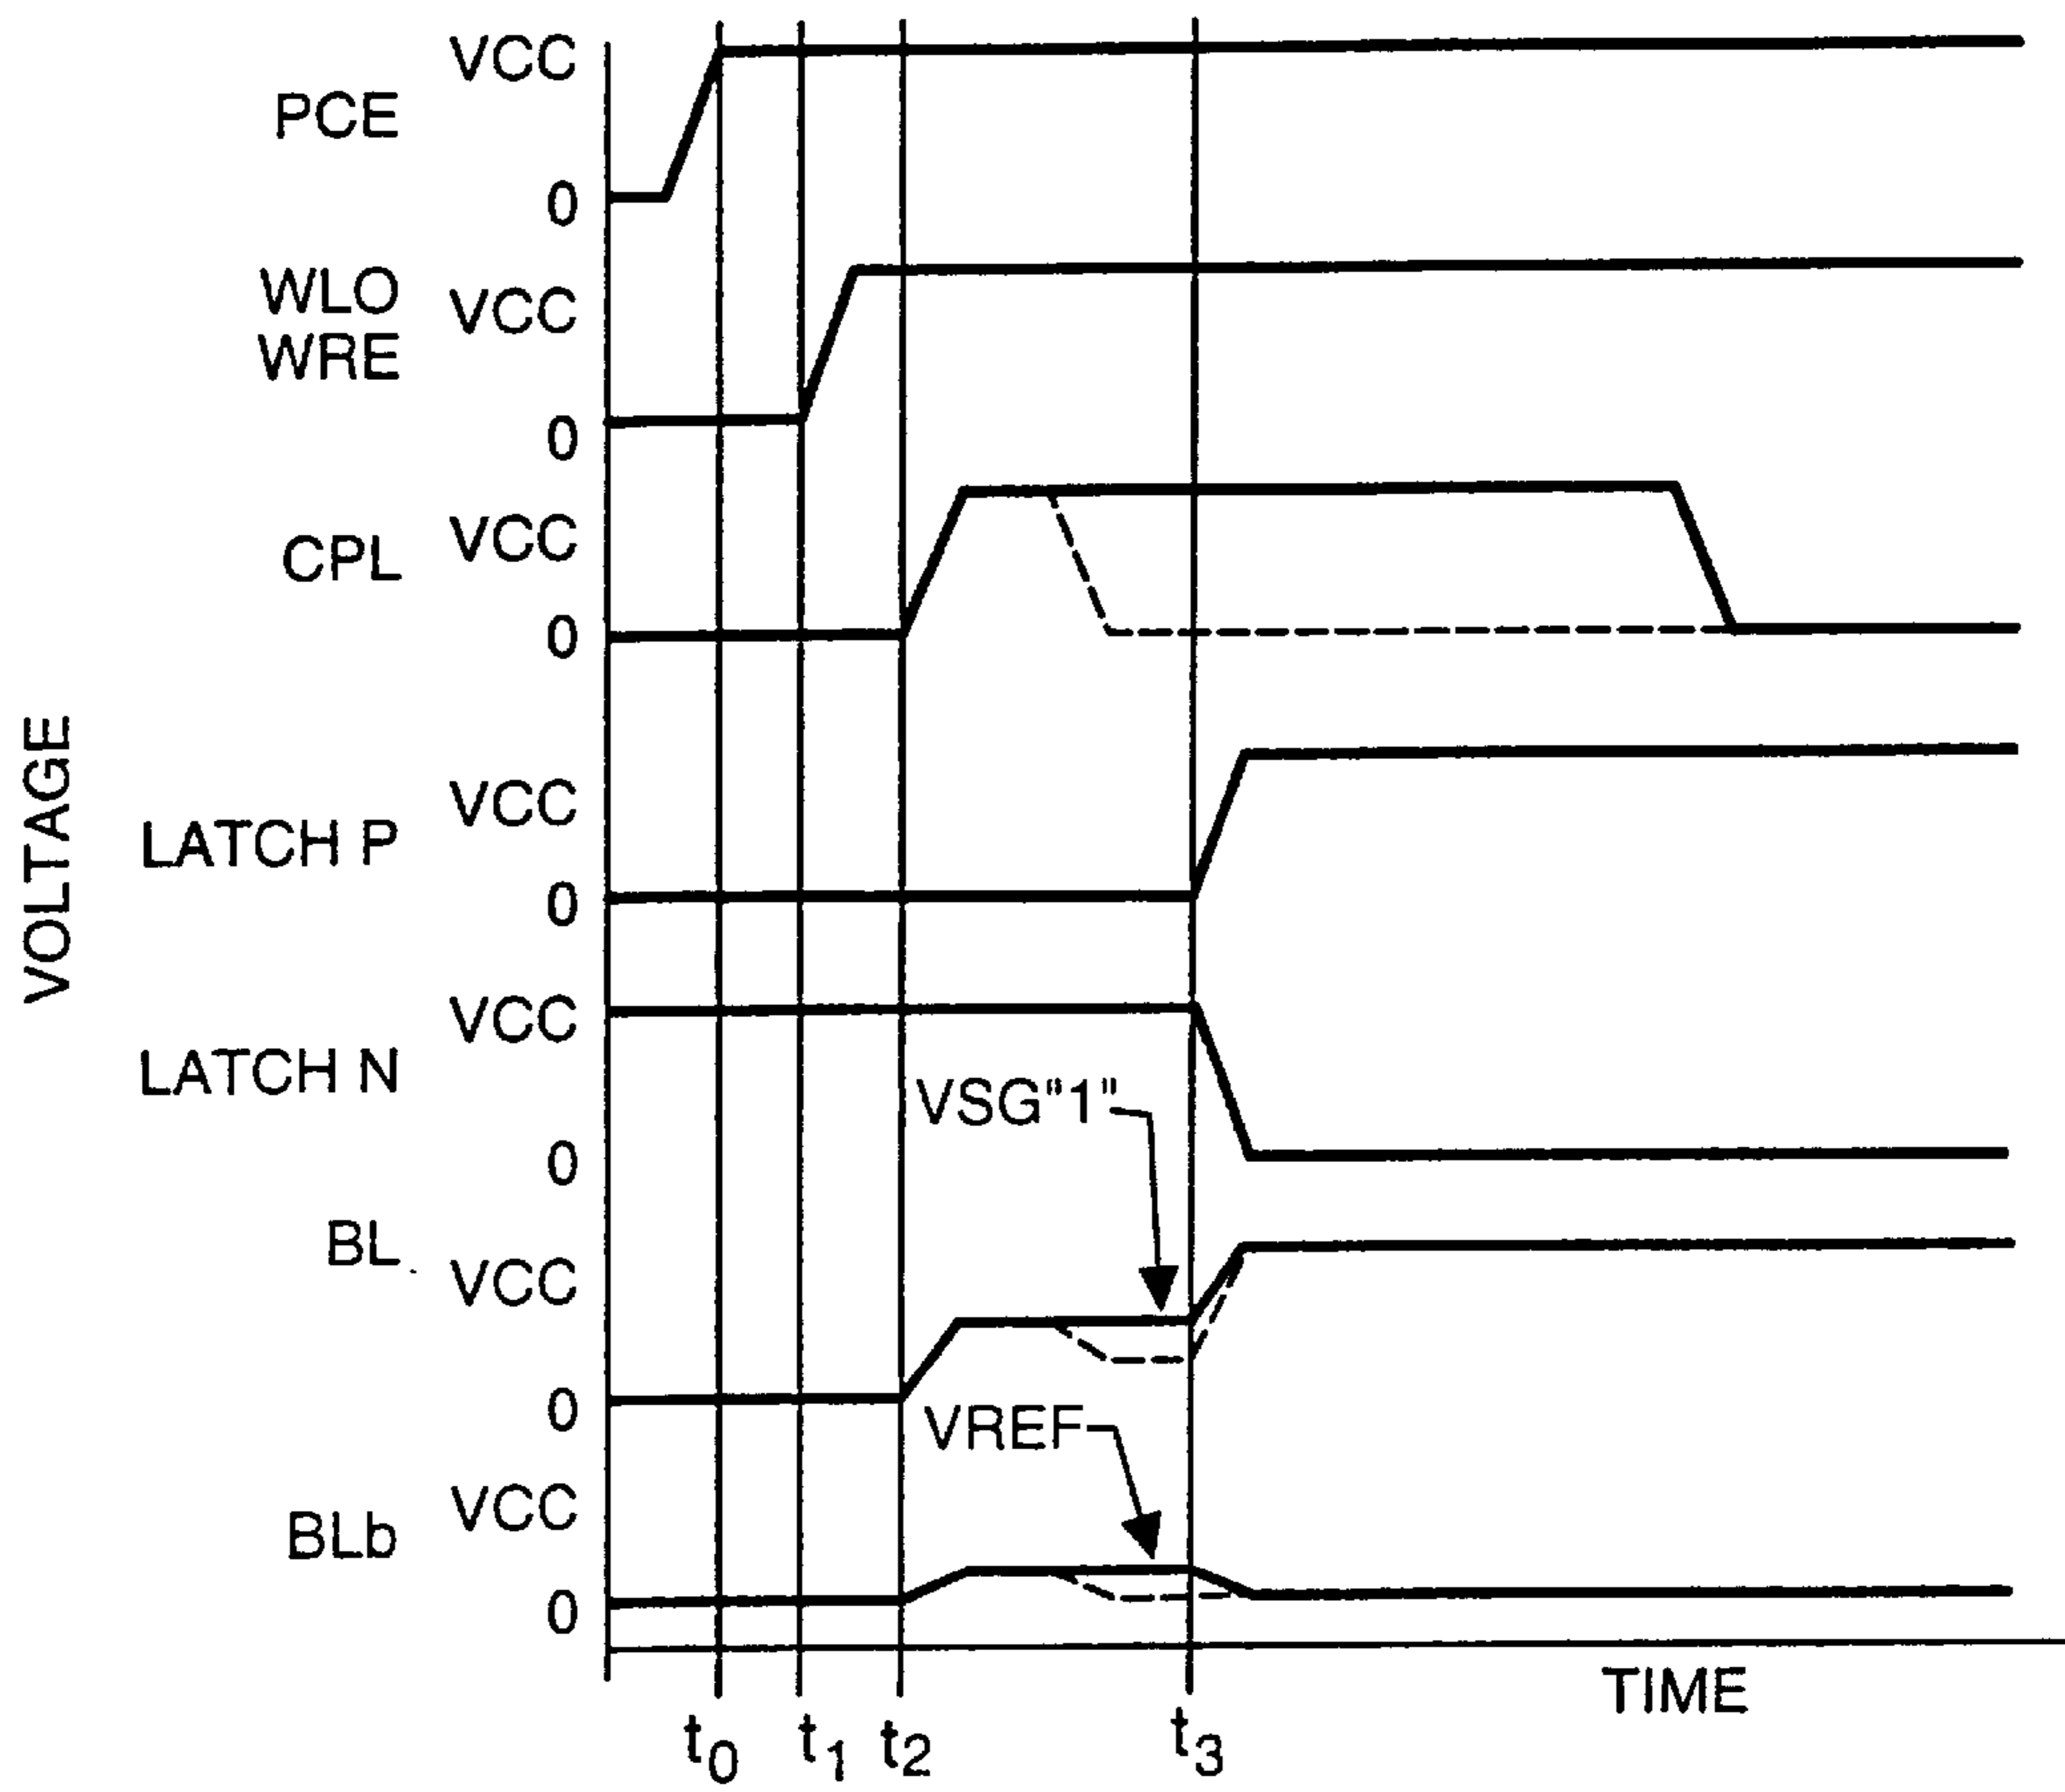 VCC
PCE
0
WLO
VCC
WRE
0
VCC
CPL
0
VOLTAGE
VCC
LATCH P
0
VCC
LATCH N
VSG"1"
0
BL
VCC
0
VREF
VCC
BLb
0
TIME
t0 t1 t2 t3